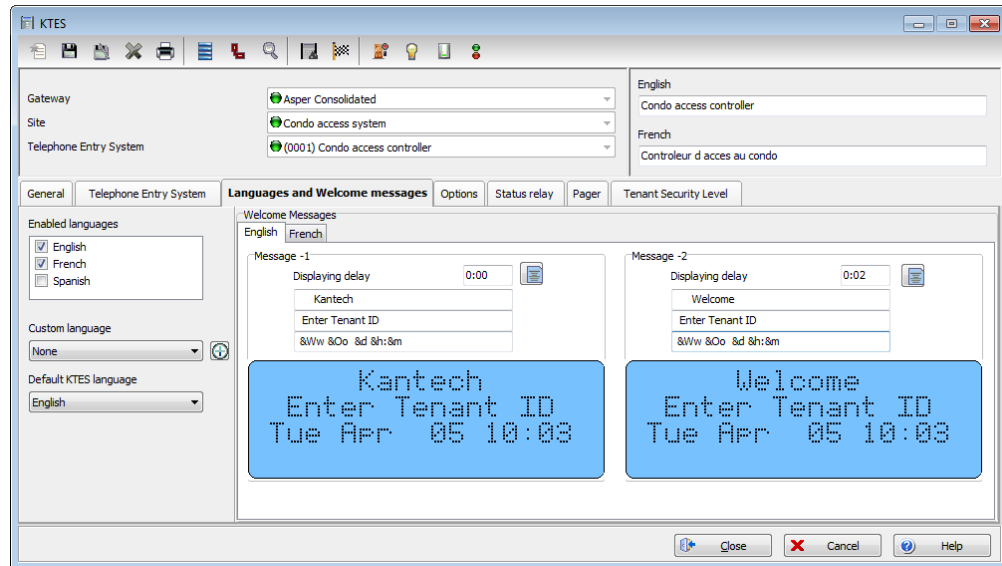 KTES
Gateway
Asper Consolidated
Site
Condo access system
Telephone Entry System
(0001) Condo access controller
English
Condo access controller
French
Controleur d acces au condo
General
Telephone Entry System
Languages and Welcome messages
Options
Status relay
Pager
Tenant Security Level
Enabled languages
English
French
Spanish
Custom language
None
Default KTES language
English
Welcome Messages
English
French
Message -1
Displaying delay
0:00
Kantech
Enter Tenant ID
&Ww &Oo &d &h:&m
Kantech
Enter Tenant ID
Tue Apr 05 10:03
Message -2
Displaying delay
0:02
Welcome
Enter Tenant ID
&Ww &Oo &d &h:&m
Welcome
Enter Tenant ID
Tue Apr 05 10:03
Close
Cancel
Help